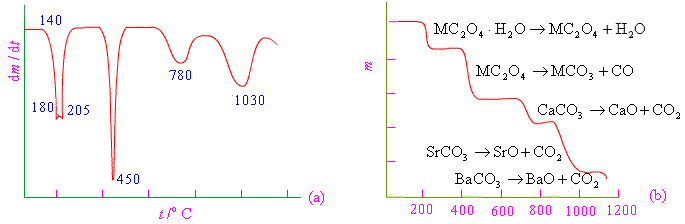 140
dm / dt
180
205
450
780
1030
t /° C
(a)
m
MC₂O₄ · H₂O → MC₂O₄ + H₂O
MC₂O₄ → MCO₃ + CO
CaCO₃ → CaO + CO₂
SrCO₃ → SrO + CO₂
BaCO₃ → BaO + CO₂
(b)
200 400 600 800 1000 1200